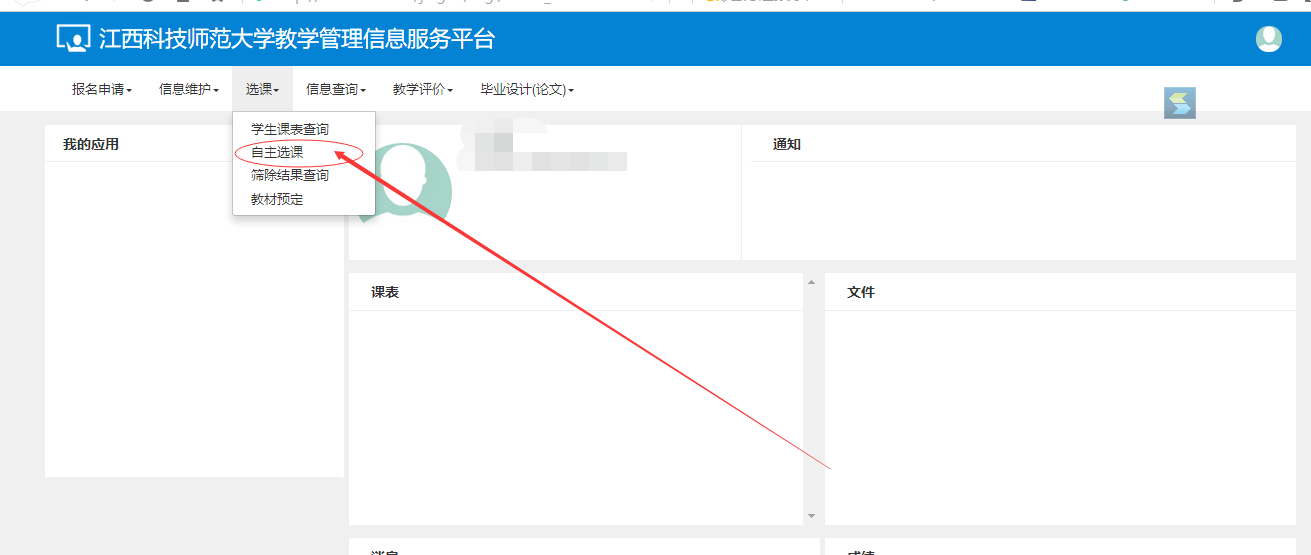 江西科技师范大学教学管理信息服务平台
报名申请 信息维护 选课 信息查询 教学评价 毕业设计(论文)
学生课表查询
自主选课
筛除结果查询
教材预定
我的应用
通知
课表
文件